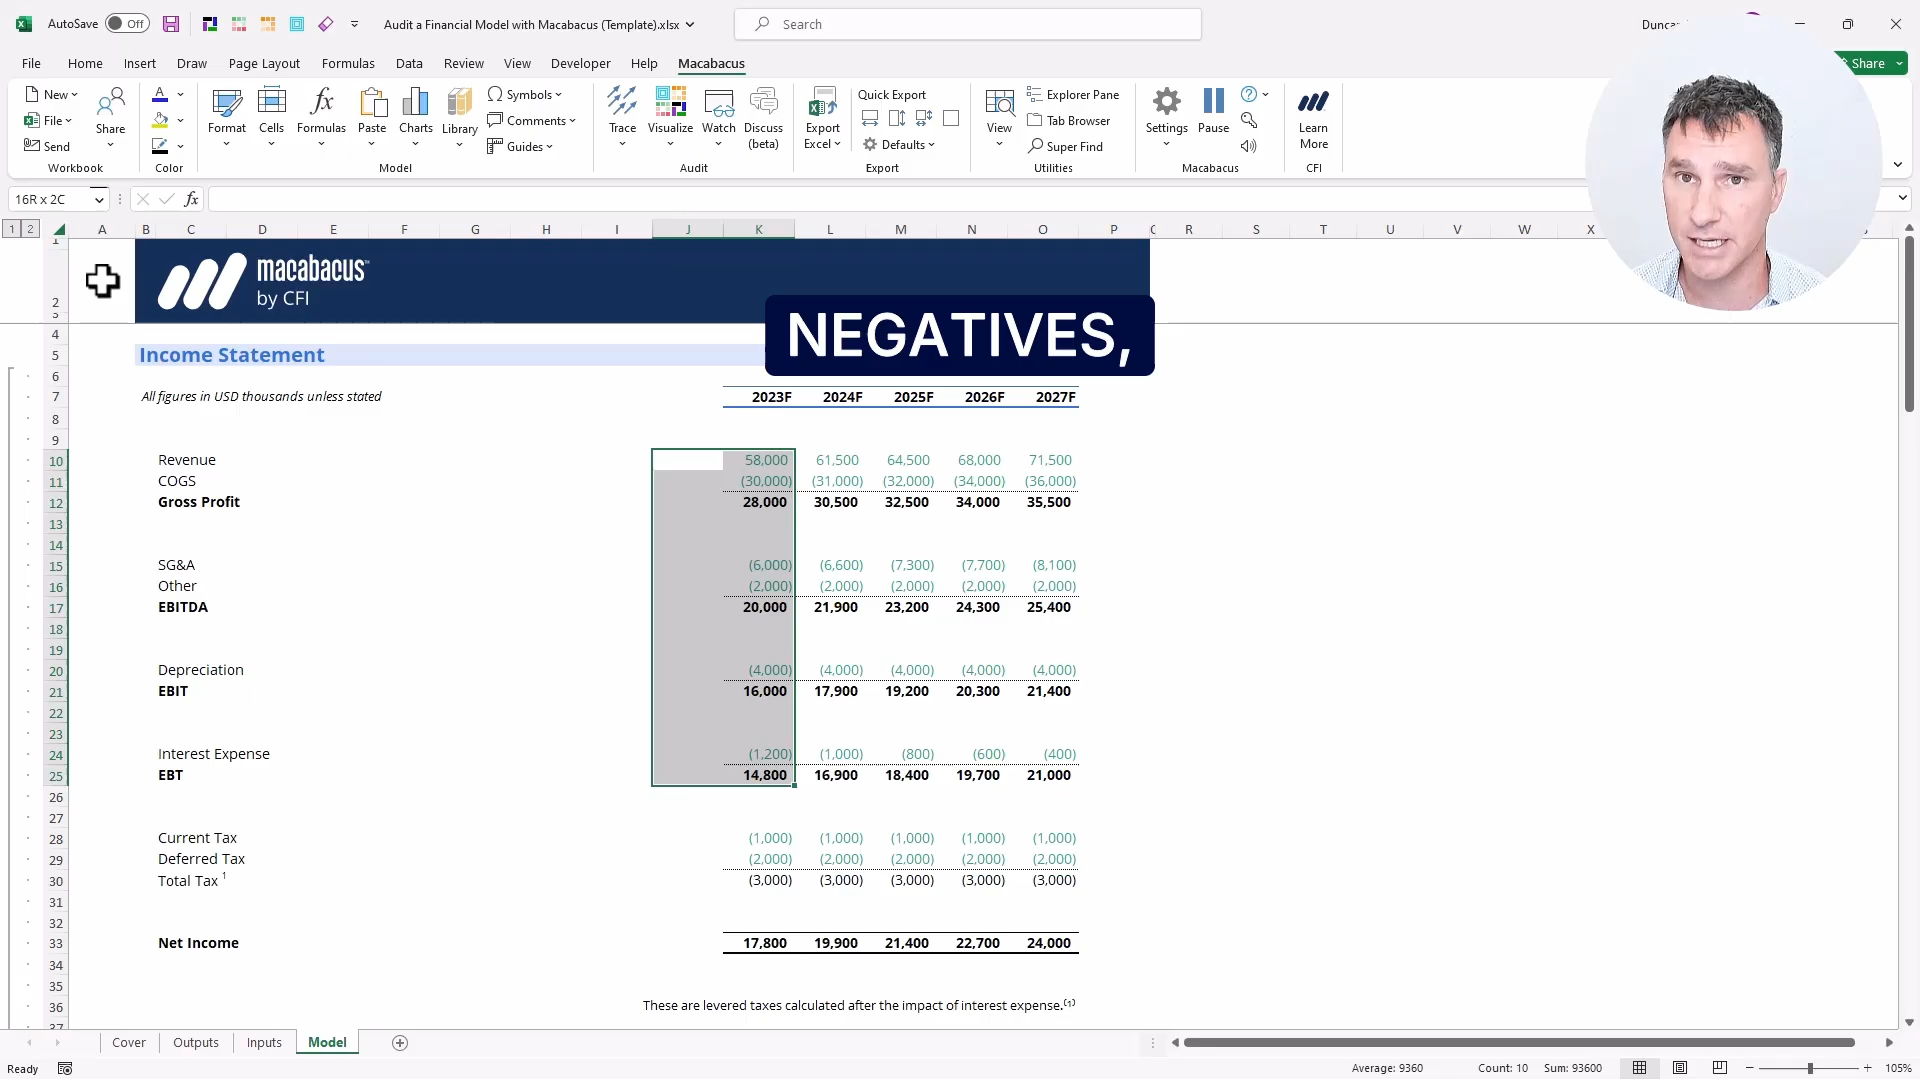 AutoSave Off Audit a Financial Model with Macabacus (Template).xlsx Search
File Home Insert Draw Page Layout Formulas Data Review View Developer Help Macabacus Share
New File Send Share Workbook
Color
Format Cells Formulas Paste Charts Library Symbols Comments Guides Model
Trace Visualize Watch Discuss (beta) Audit
Export Excel Quick Export Defaults Export
View Explorer Pane Tab Browser Super Find Utilities
Settings Pause Macabacus
Learn More CFI
16R x 2C fx
1 2 A B C D E F G H I J K L M N O P R S T U V W X
macabacus
by CFI
NEGATIVES,
Income Statement
All figures in USD thousands unless stated 2023F 2024F 2025F 2026F 2027F
Revenue 58,000 61,500 64,500 68,000 71,500
COGS (30,000) (31,000) (32,000) (34,000) (36,000)
Gross Profit 28,000 30,500 32,500 34,000 35,500
SG&A (6,000) (6,600) (7,300) (7,700) (8,100)
Other (2,000) (2,000) (2,000) (2,000) (2,000)
EBITDA 20,000 21,900 23,200 24,300 25,400
Depreciation (4,000) (4,000) (4,000) (4,000) (4,000)
EBIT 16,000 17,900 19,200 20,300 21,400
Interest Expense (1,200) (1,000) (800) (600) (400)
EBT 14,800 16,900 18,400 19,700 21,000
Current Tax (1,000) (1,000) (1,000) (1,000) (1,000)
Deferred Tax (2,000) (2,000) (2,000) (2,000) (2,000)
Total Tax 1 (3,000) (3,000) (3,000) (3,000) (3,000)
Net Income 17,800 19,900 21,400 22,700 24,000
These are levered taxes calculated after the impact of interest expense.(1)
Cover Outputs Inputs Model
Ready Average: 9360 Count: 10 Sum: 93600 105%